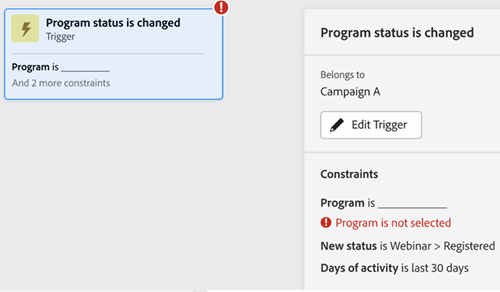 Program status is changed
Trigger
Program is __________
And 2 more constraints
Program status is changed
Belongs to
Campaign A
Edit Trigger
Constraints
Program is _____________
Program is not selected
New status is Webinar > Registered
Days of activity is last 30 days